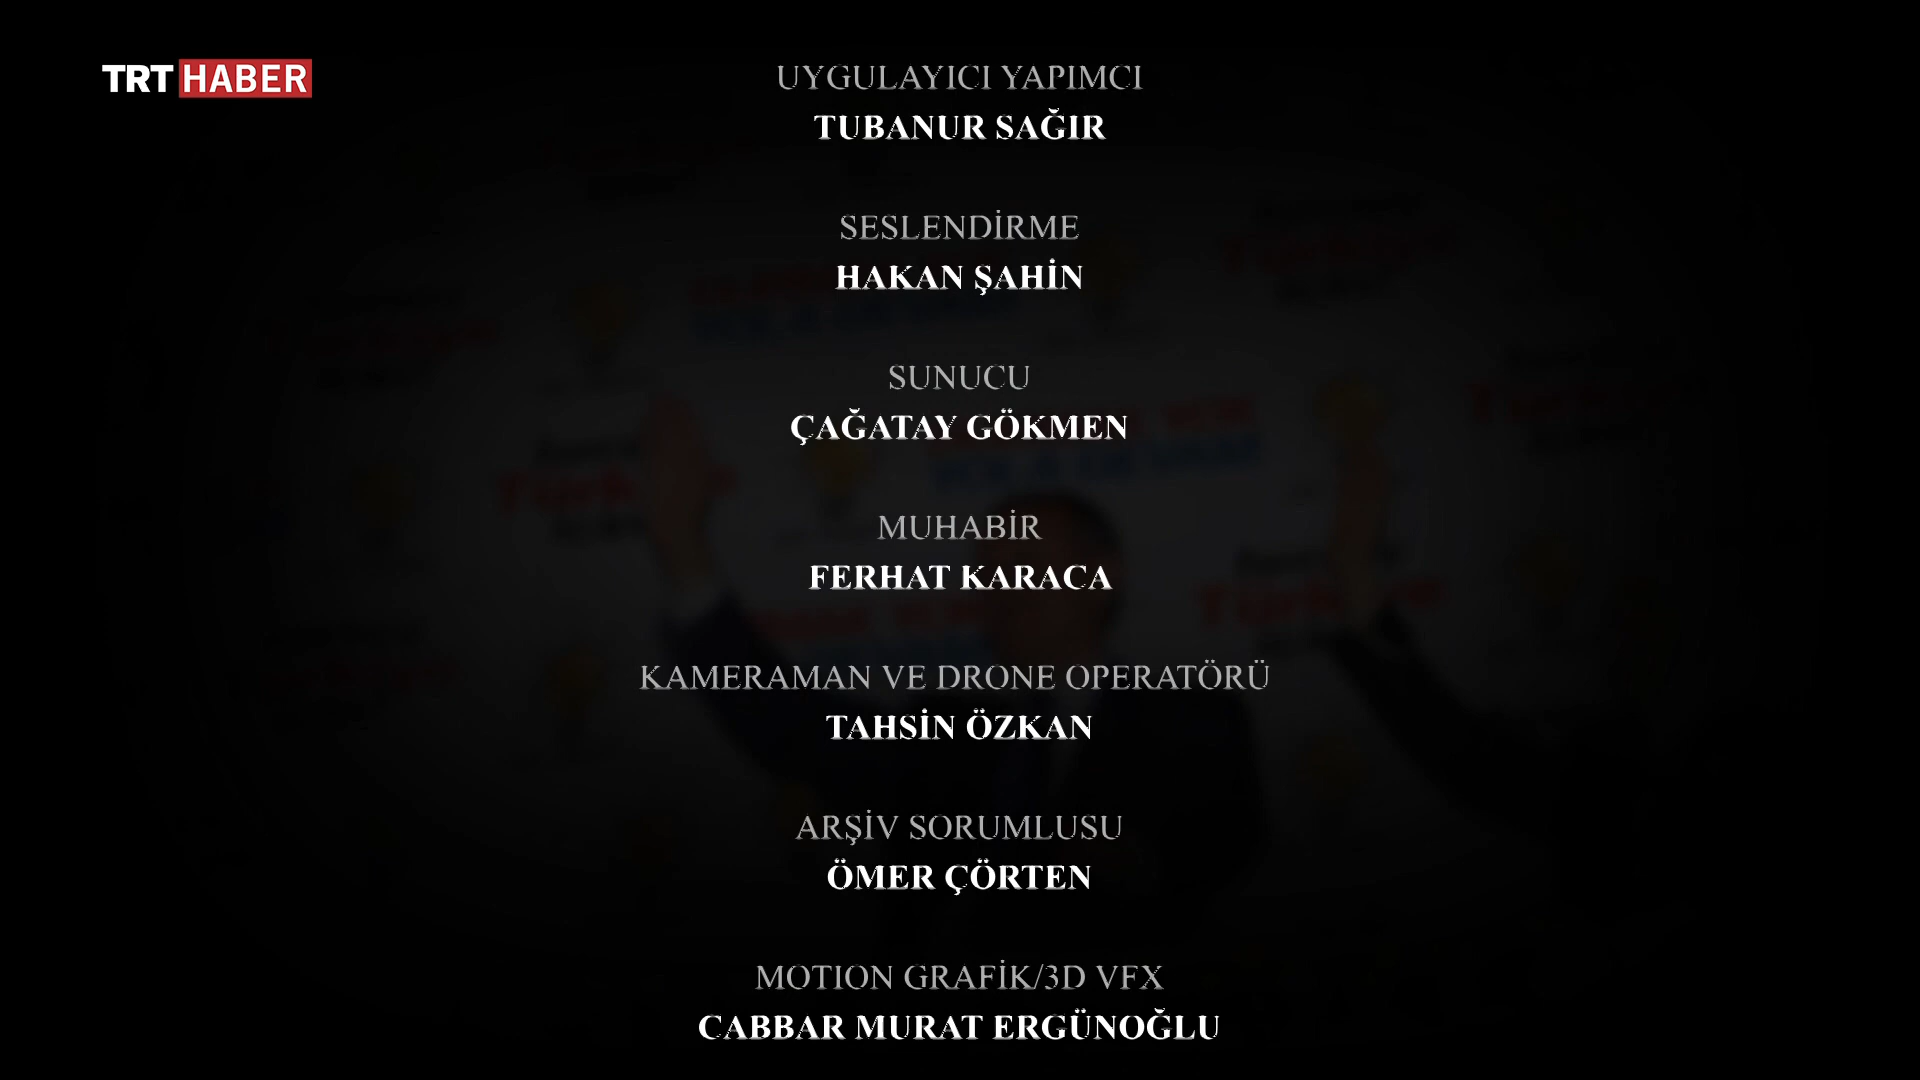 TRT HABER
UYGULAYICI YAPIMCI
TUBANUR SAĞIR
SESLENDİRME
HAKAN ŞAHİN
SUNUCU
ÇAĞATAY GÖKMEN
MUHABİR
FERHAT KARACA
KAMERAMAN VE DRONE OPERATÖRÜ
TAHSİN ÖZKAN
ARŞİV SORUMLUSU
ÖMER ÇÖRTEN
MOTION GRAFİK/3D VFX
CABBAR MURAT ERGÜNOĞLU